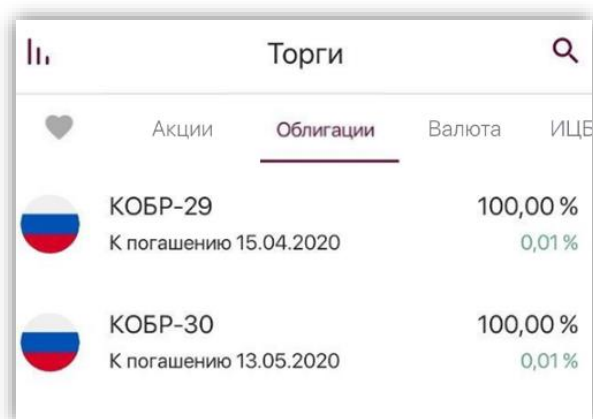 Торги
Акции Облигации Валюта ИЦБ
КОБР-29 100,00 %
К погашению 15.04.2020 0,01 %
КОБР-30 100,00 %
К погашению 13.05.2020 0,01 %